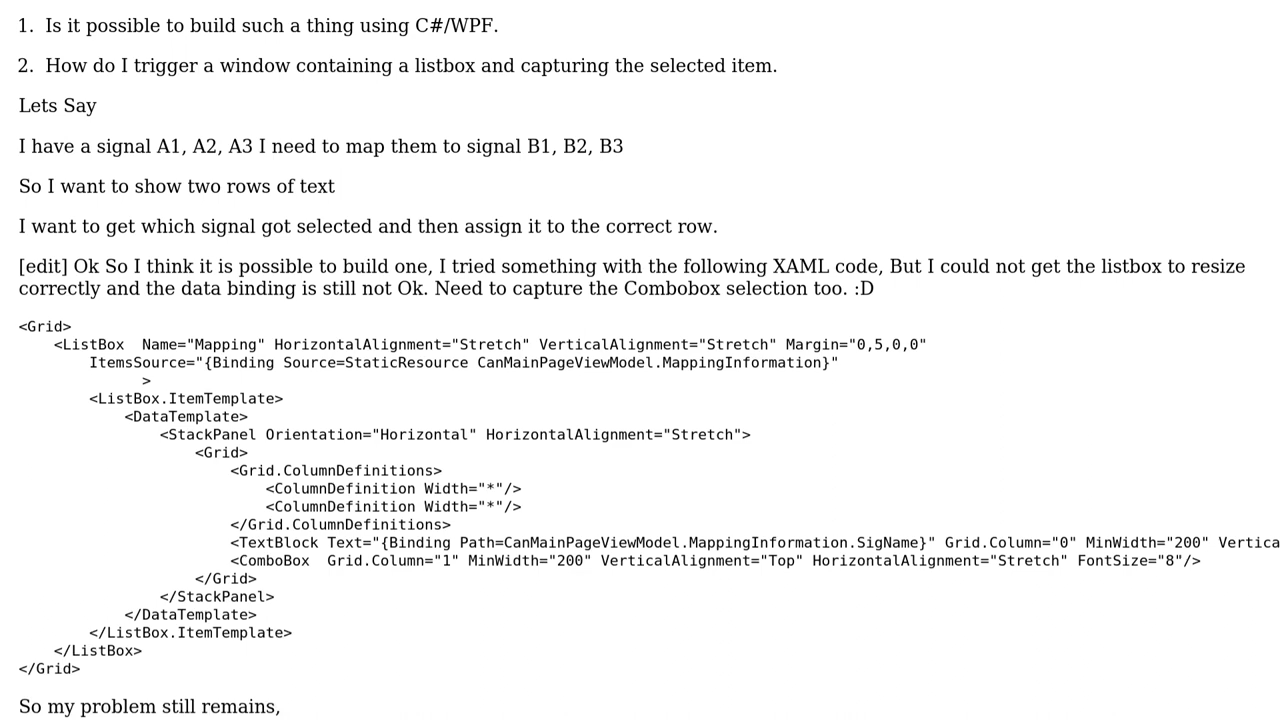 1. Is it possible to build such a thing using C#/WPF.
2. How do I trigger a window containing a listbox and capturing the selected item.
Lets Say
I have a signal A1, A2, A3 I need to map them to signal B1, B2, B3
So I want to show two rows of text
I want to get which signal got selected and then assign it to the correct row.
[edit] Ok So I think it is possible to build one, I tried something with the following XAML code, But I could not get the listbox to resize
correctly and the data binding is still not Ok. Need to capture the Combobox selection too. :D
<Grid>
    <ListBox  Name="Mapping" HorizontalAlignment="Stretch" VerticalAlignment="Stretch" Margin="0,5,0,0"
        ItemsSource="{Binding Source=StaticResource CanMainPageViewModel.MappingInformation}"
              >
        <ListBox.ItemTemplate>
            <DataTemplate>
                <StackPanel Orientation="Horizontal" HorizontalAlignment="Stretch">
                    <Grid>
                        <Grid.ColumnDefinitions>
                            <ColumnDefinition Width="*"/>
                            <ColumnDefinition Width="*"/>
                        </Grid.ColumnDefinitions>
                        <TextBlock Text="{Binding Path=CanMainPageViewModel.MappingInformation.SigName}" Grid.Column="0" MinWidth="200" Vertica
                        <ComboBox  Grid.Column="1" MinWidth="200" VerticalAlignment="Top" HorizontalAlignment="Stretch" FontSize="8"/>
                    </Grid>
                </StackPanel>
            </DataTemplate>
        </ListBox.ItemTemplate>
    </ListBox>
</Grid>
So my problem still remains,